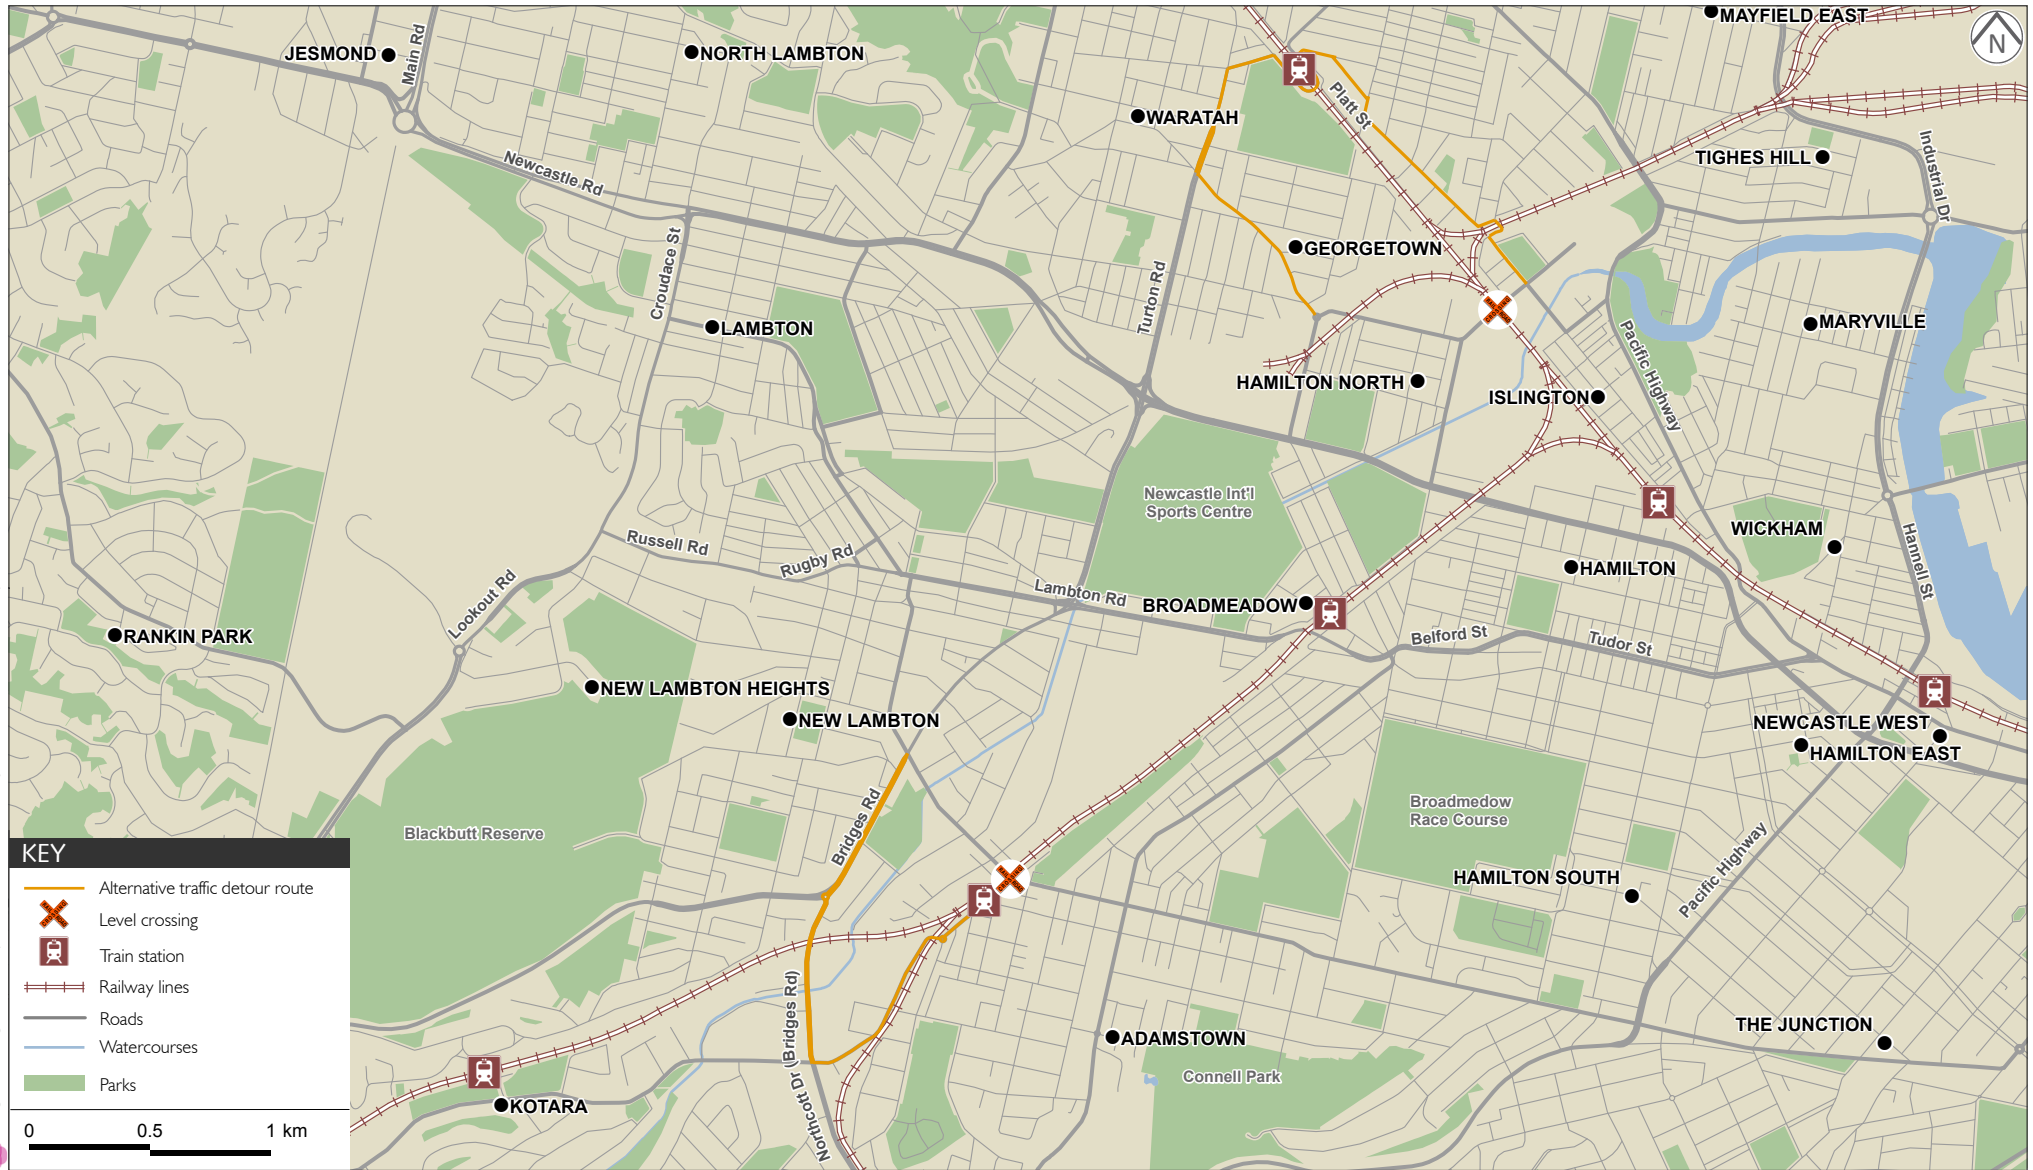 MAYFIELD EAST
N
JESMOND
Main Rd
NORTH LAMBTON
Platt St
WARATAH
Industrial Dr
TIGHES HILL
Newcastle Rd
Croudace St
GEORGETOWN
Turton Rd
LAMBTON
MARYVILLE
Pacific Highway
HAMILTON NORTH
ISLINGTON
Newcastle Int'l
Sports Centre
WICKHAM
Hannell St
Russell Rd
Rugby Rd
HAMILTON
Lambton Rd
BROADMEADOW
Lookout Rd
RANKIN PARK
Belford St
Tudor St
NEW LAMBTON HEIGHTS
NEW LAMBTON
NEWCASTLE WEST
HAMILTON EAST
Broadmedow
Race Course
Bridges Rd
Blackbutt Reserve
Pacific Highway
HAMILTON SOUTH
Northcott Dr (Bridges Rd)
THE JUNCTION
ADAMSTOWN
Connell Park
KOTARA
KEY
Alternative traffic detour route
Level crossing
Train station
Railway lines
Roads
Watercourses
Parks
0 0.5 1 km